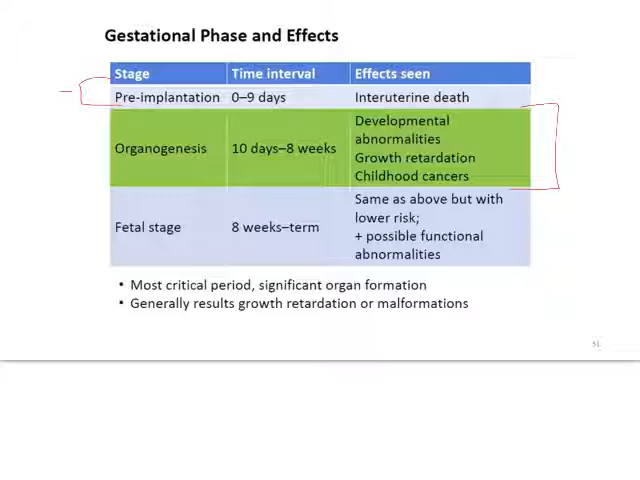 Gestational Phase and Effects
Stage Time interval Effects seen
Pre-implantation 0–9 days Interuterine death
Organogenesis 10 days–8 weeks Developmental
abnormalities
Growth retardation
Childhood cancers
Fetal stage 8 weeks–term Same as above but with
lower risk;
+ possible functional
abnormalities
• Most critical period, significant organ formation
• Generally results growth retardation or malformations
51